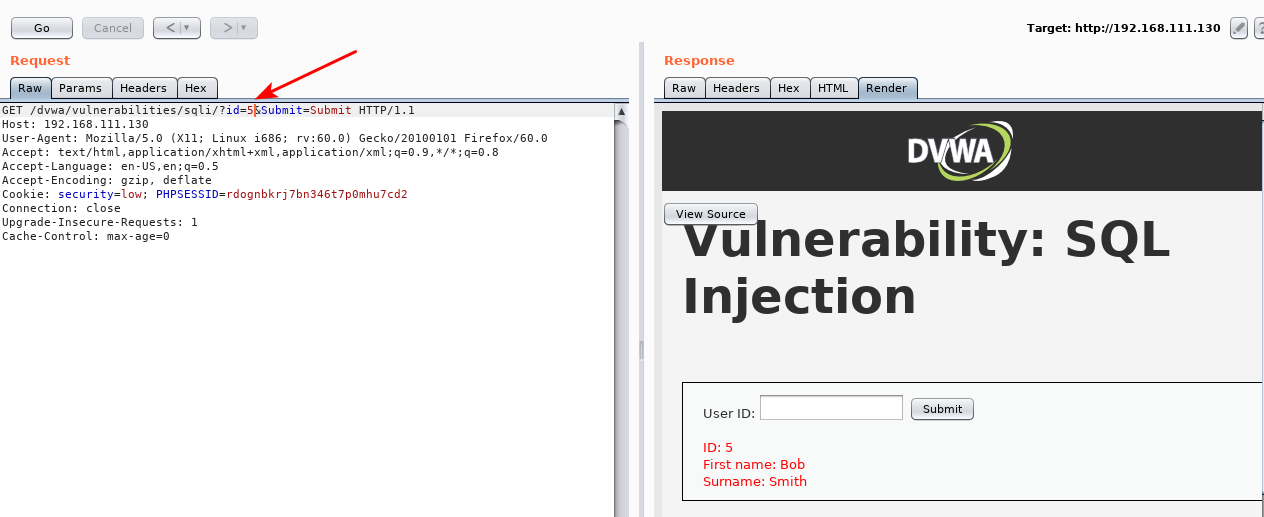 Go
Cancel
<
>
Target: http://192.168.111.130
?
Request
Raw
Params
Headers
Hex
GET /dvwa/vulnerabilities/sqli/?id=5&Submit=Submit HTTP/1.1
Host: 192.168.111.130
User-Agent: Mozilla/5.0 (X11; Linux i686; rv:60.0) Gecko/20100101 Firefox/60.0
Accept: text/html,application/xhtml+xml,application/xml;q=0.9,*/*;q=0.8
Accept-Language: en-US,en;q=0.5
Accept-Encoding: gzip, deflate
Cookie: security=low; PHPSESSID=rdognbkrj7bn346t7p0mhu7cd2
Connection: close
Upgrade-Insecure-Requests: 1
Cache-Control: max-age=0
Response
Raw
Headers
Hex
HTML
Render
DVWA
View Source
Vulnerability: SQL
Injection
User ID:
Submit
ID: 5
First name: Bob
Surname: Smith